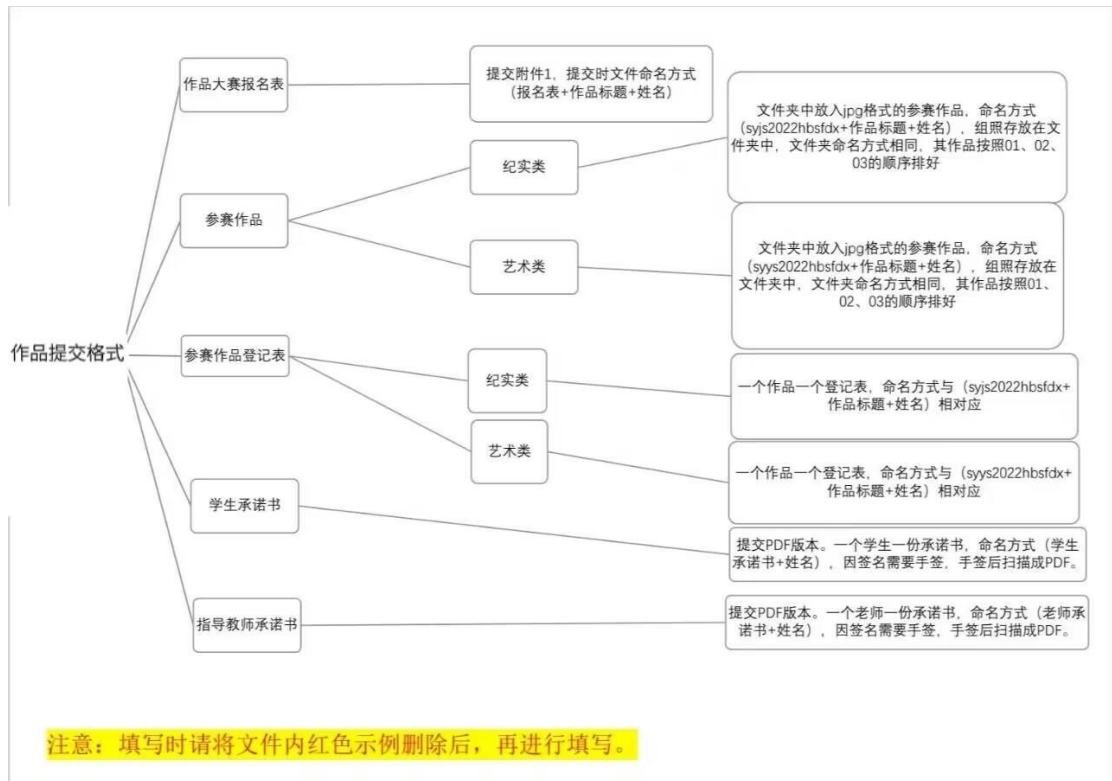 作品提交格式
作品大赛报名表
提交附件1，提交时文件命名方式
（报名表+作品标题+姓名）
参赛作品
纪实类
文件夹中放入jpg格式的参赛作品，命名方式
（syjs2022hbsfdx+作品标题+姓名），组照存放在文
件夹中，文件夹命名方式相同，其作品按照01、02、
03的顺序排好
艺术类
文件夹中放入jpg格式的参赛作品，命名方式
（syys2022hbsfdx+作品标题+姓名），组照存放在
文件夹中，文件夹命名方式相同，其作品按照01、
02、03的顺序排好
参赛作品登记表
纪实类
一个作品一个登记表，命名方式与（syjs2022hbsfdx+
作品标题+姓名）相对应
艺术类
一个作品一个登记表，命名方式与（syys2022hbsfdx+
作品标题+姓名）相对应
学生承诺书
提交PDF版本。一个学生一份承诺书，命名方式（学生
承诺书+姓名），因签名需要手签，手签后扫描成PDF。
指导教师承诺书
提交PDF版本。一个老师一份承诺书，命名方式（老师承
诺书+姓名），因签名需要手签，手签后扫描成PDF。
注意：填写时请将文件内红色示例删除后，再进行填写。